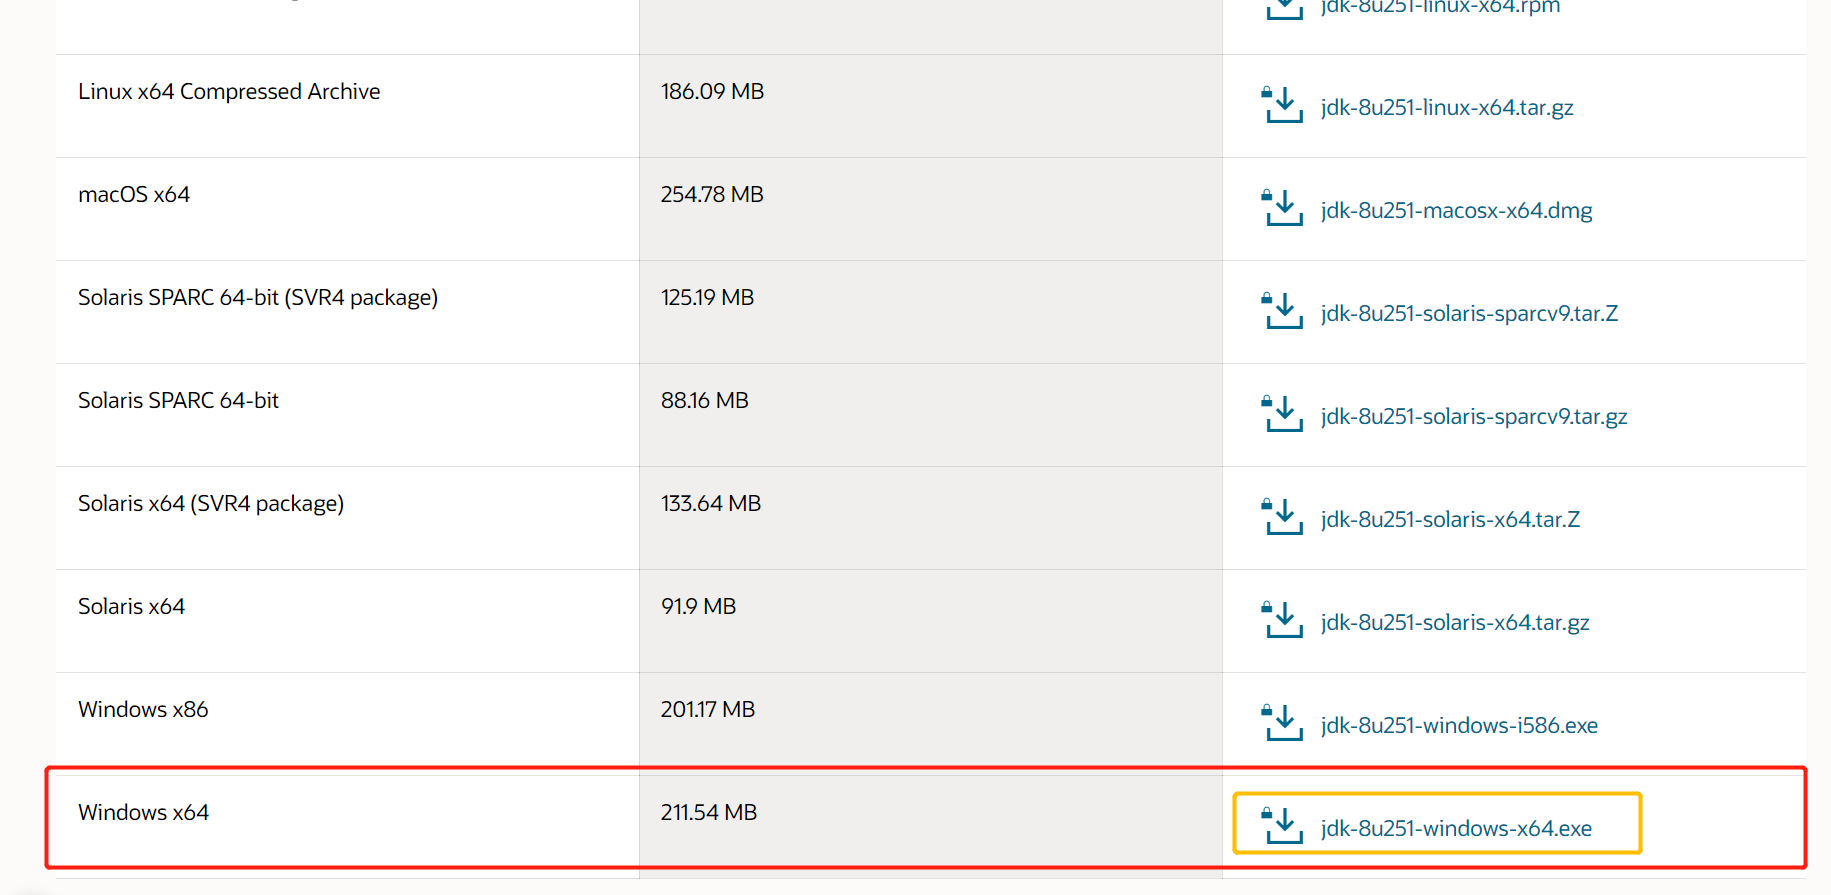 jdk-8u251-linux-x64.rpm
Linux x64 Compressed Archive 186.09 MB jdk-8u251-linux-x64.tar.gz
macOS x64 254.78 MB jdk-8u251-macosx-x64.dmg
Solaris SPARC 64-bit (SVR4 package) 125.19 MB jdk-8u251-solaris-sparcv9.tar.Z
Solaris SPARC 64-bit 88.16 MB jdk-8u251-solaris-sparcv9.tar.gz
Solaris x64 (SVR4 package) 133.64 MB jdk-8u251-solaris-x64.tar.Z
Solaris x64 91.9 MB jdk-8u251-solaris-x64.tar.gz
Windows x86 201.17 MB jdk-8u251-windows-i586.exe
Windows x64 211.54 MB jdk-8u251-windows-x64.exe